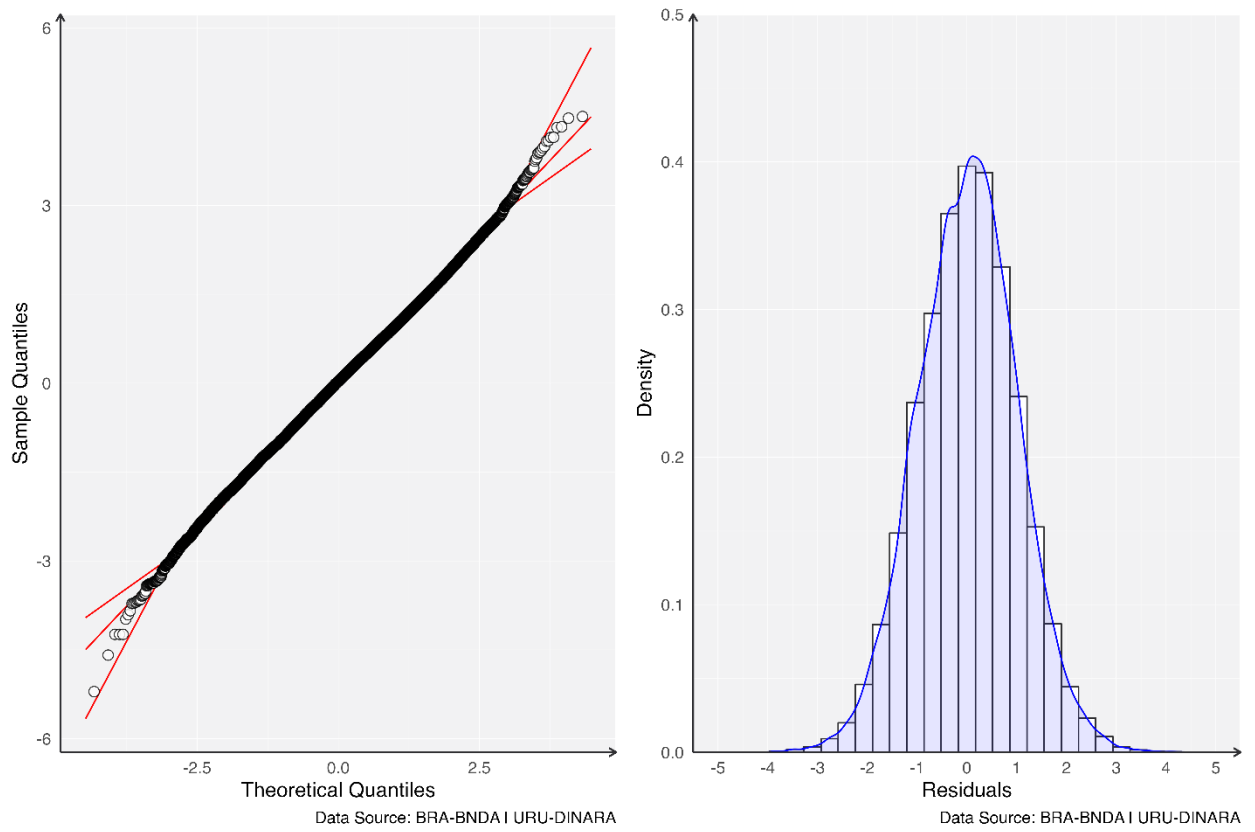 6
3
0
-3
-6
Sample Quantiles
-2.5 0.0 2.5
Theoretical Quantiles
Data Source: BRA-BNDA | URU-DINARA
0.5
0.4
0.3
0.2
0.1
0.0
Density
-5 -4 -3 -2 -1 0 1 2 3 4 5
Residuals
Data Source: BRA-BNDA | URU-DINARA